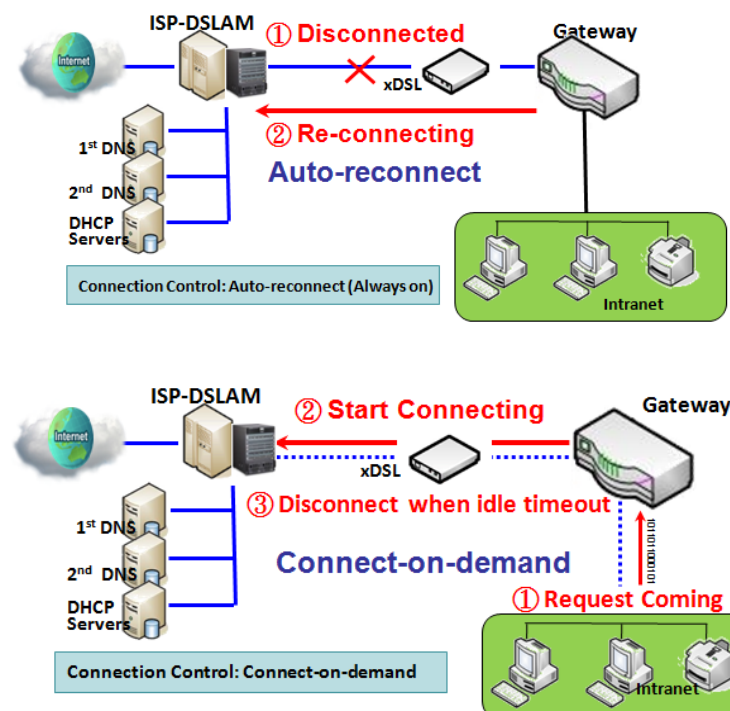 ISP-DSLAM
① Disconnected
Gateway
Internet
xDSL
② Re-connecting
1st DNS
Auto-reconnect
2nd DNS
DHCP
Servers
Connection Control: Auto-reconnect (Always on)
Intranet
ISP-DSLAM
② Start Connecting
Gateway
Internet
xDSL
③ Disconnect when idle timeout
1st DNS
101101100101
Connect-on-demand
2nd DNS
① Request Coming
DHCP
Servers
Connection Control: Connect-on-demand
Intranet